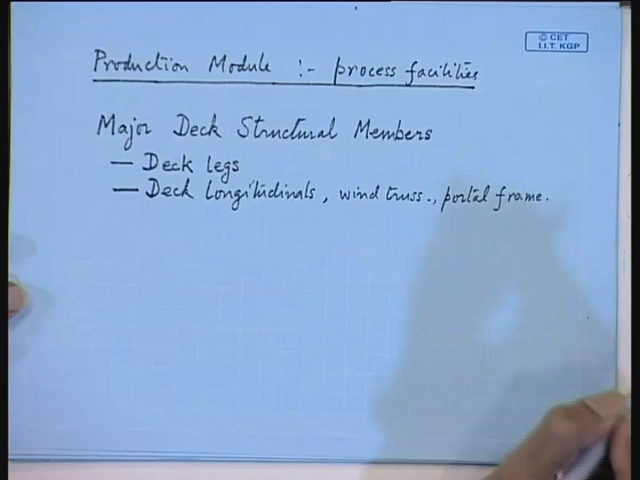 © CET
I.I.T. KGP
Production Module :- process facilities
Major Deck Structural Members
— Deck legs
— Deck Longitudinals, wind truss., portal frame.